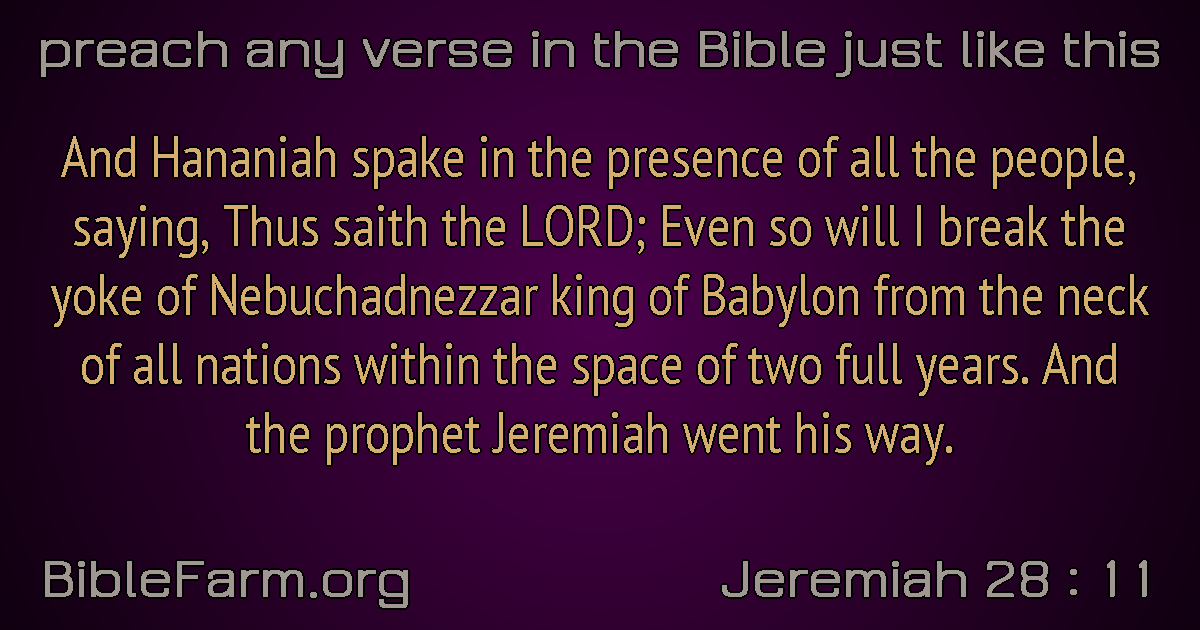 preach any verse in the Bible just like this
And Hananiah spake in the presence of all the people,
saying, Thus saith the LORD; Even so will I break the
yoke of Nebuchadnezzar king of Babylon from the neck
of all nations within the space of two full years. And
the prophet Jeremiah went his way.
BibleFarm.org
Jeremiah 28 : 11